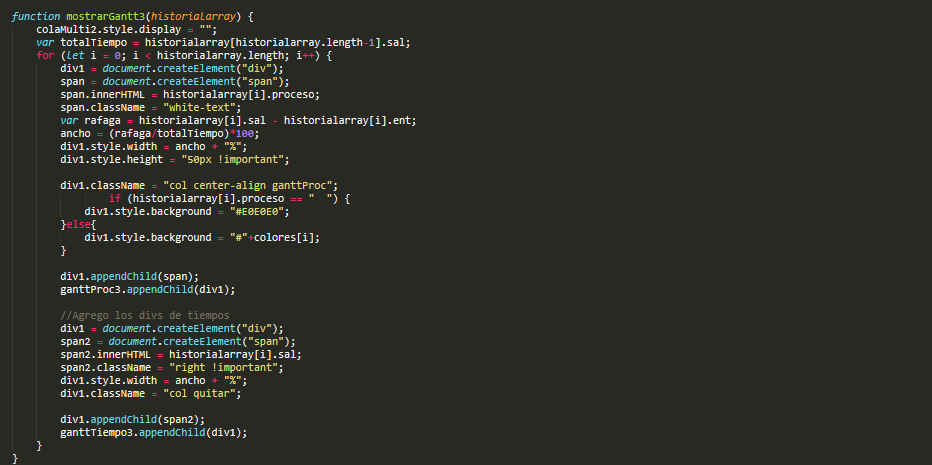 function mostrarGantt3(historialarray) {
    colaMulti2.style.display = "";
    var totalTiempo = historialarray[historialarray.length-1].sal;
    for (let i = 0; i < historialarray.length; i++) {
        div1 = document.createElement("div");
        span = document.createElement("span");
        span.innerHTML = historialarray[i].proceso;
        span.className = "white-text";
        var rafaga = historialarray[i].sal - historialarray[i].ent;
        ancho = (rafaga/totalTiempo)*100;
        div1.style.width = ancho + "%";
        div1.style.height = "50px !important";

        div1.className = "col center-align ganttProc";
                if (historialarray[i].proceso == "  ") {
            div1.style.background = "#E0E0E0";
        }else{
            div1.style.background = "#"+colores[i];
        }

        div1.appendChild(span);
        ganttProc3.appendChild(div1);

        //Agrego los divs de tiempos
        div1 = document.createElement("div");
        span2 = document.createElement("span");
        span2.innerHTML = historialarray[i].sal;
        span2.className = "right !important";
        div1.style.width = ancho + "%";
        div1.className = "col quitar";

        div1.appendChild(span2);
        ganttTiempo3.appendChild(div1);
    }
}